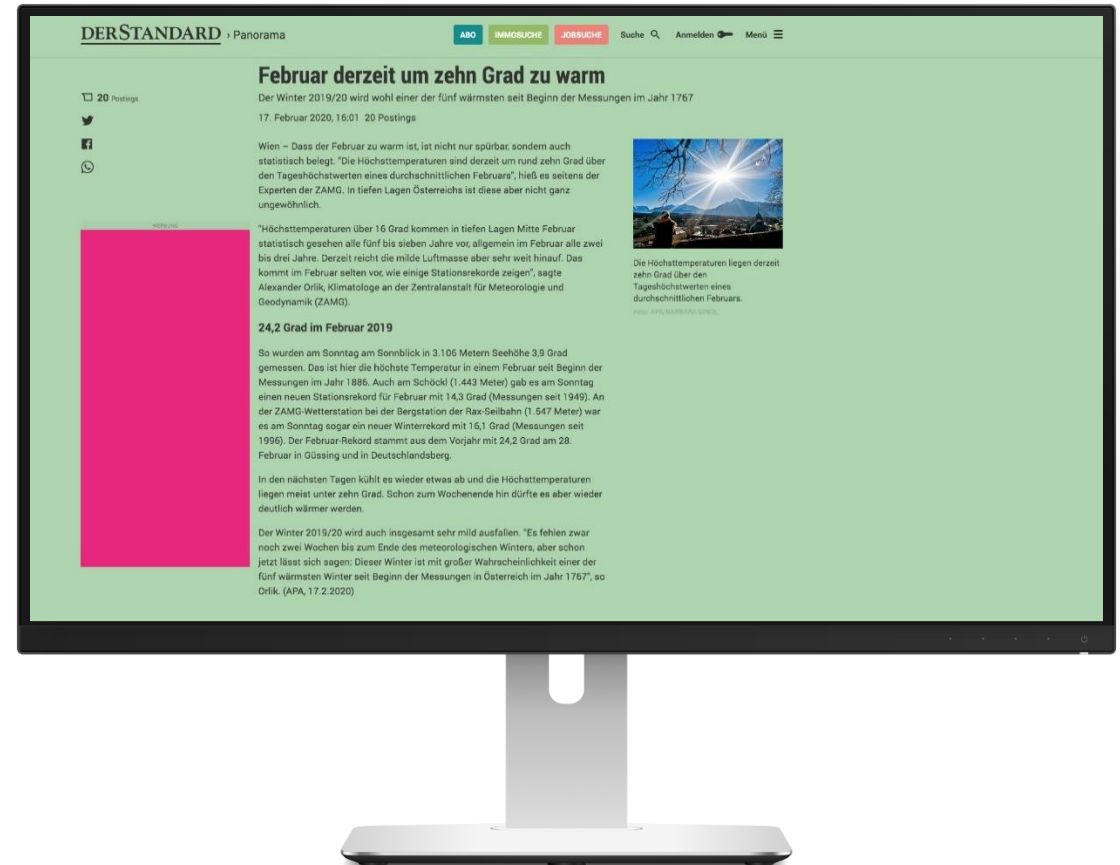 DERSTANDARD › Panorama
ABO
IMMOSUCHE
JOBSUCHE
Suche
Anmelden
Menü
Februar derzeit um zehn Grad zu warm
Der Winter 2019/20 wird wohl einer der fünf wärmsten seit Beginn der Messungen im Jahr 1767
17. Februar 2020, 16:01 20 Postings
20 Postings
Wien – Dass der Februar zu warm ist, ist nicht nur spürbar, sondern auch
statistisch belegt. "Die Höchsttemperaturen sind derzeit um rund zehn Grad über
den Tageshöchstwerten eines durchschnittlichen Februars", hieß es seitens der
Experten der ZAMG. In tiefen Lagen Österreichs ist diese aber nicht ganz
ungewöhnlich.
"Höchsttemperaturen über 16 Grad kommen in tiefen Lagen Mitte Februar
statistisch gesehen alle fünf bis sieben Jahre vor, allgemein im Februar alle zwei
bis drei Jahre. Derzeit reicht die milde Luftmasse aber sehr weit hinauf. Das
kommt im Februar selten vor, wie einige Stationsrekorde zeigen", sagte
Alexander Orlik, Klimatologe an der Zentralanstalt für Meteorologie und
Geodynamik (ZAMG).
24,2 Grad im Februar 2019
So wurden am Sonntag am Sonnblick in 3.106 Metern Seehöhe 3,9 Grad
gemessen. Das ist hier die höchste Temperatur in einem Februar seit Beginn der
Messungen im Jahr 1886. Auch am Schöckl (1.443 Meter) gab es am Sonntag
einen neuen Stationsrekord für Februar mit 14,3 Grad (Messungen seit 1949). An
der ZAMG-Wetterstation bei der Bergstation der Rax-Seilbahn (1.547 Meter) war
es am Sonntag sogar ein neuer Winterrekord mit 16,1 Grad (Messungen seit
1996). Der Februar-Rekord stammt aus dem Vorjahr mit 24,2 Grad am 28.
Februar in Güssing und in Deutschlandsberg.
In den nächsten Tagen kühlt es wieder etwas ab und die Höchsttemperaturen
liegen meist unter zehn Grad. Schon zum Wochenende hin dürfte es aber wieder
deutlich wärmer werden.
Der Winter 2019/20 wird auch insgesamt sehr mild ausfallen. "Es fehlen zwar
noch zwei Wochen bis zum Ende des meteorologischen Winters, aber schon
jetzt lässt sich sagen: Dieser Winter ist mit großer Wahrscheinlichkeit einer der
fünf wärmsten Winter seit Beginn der Messungen in Österreich im Jahr 1767", so
Orlik. (APA, 17.2.2020)
Die Höchsttemperaturen liegen derzeit
zehn Grad über den
Tageshöchstwerten eines
durchschnittlichen Februars.
WERBUNG